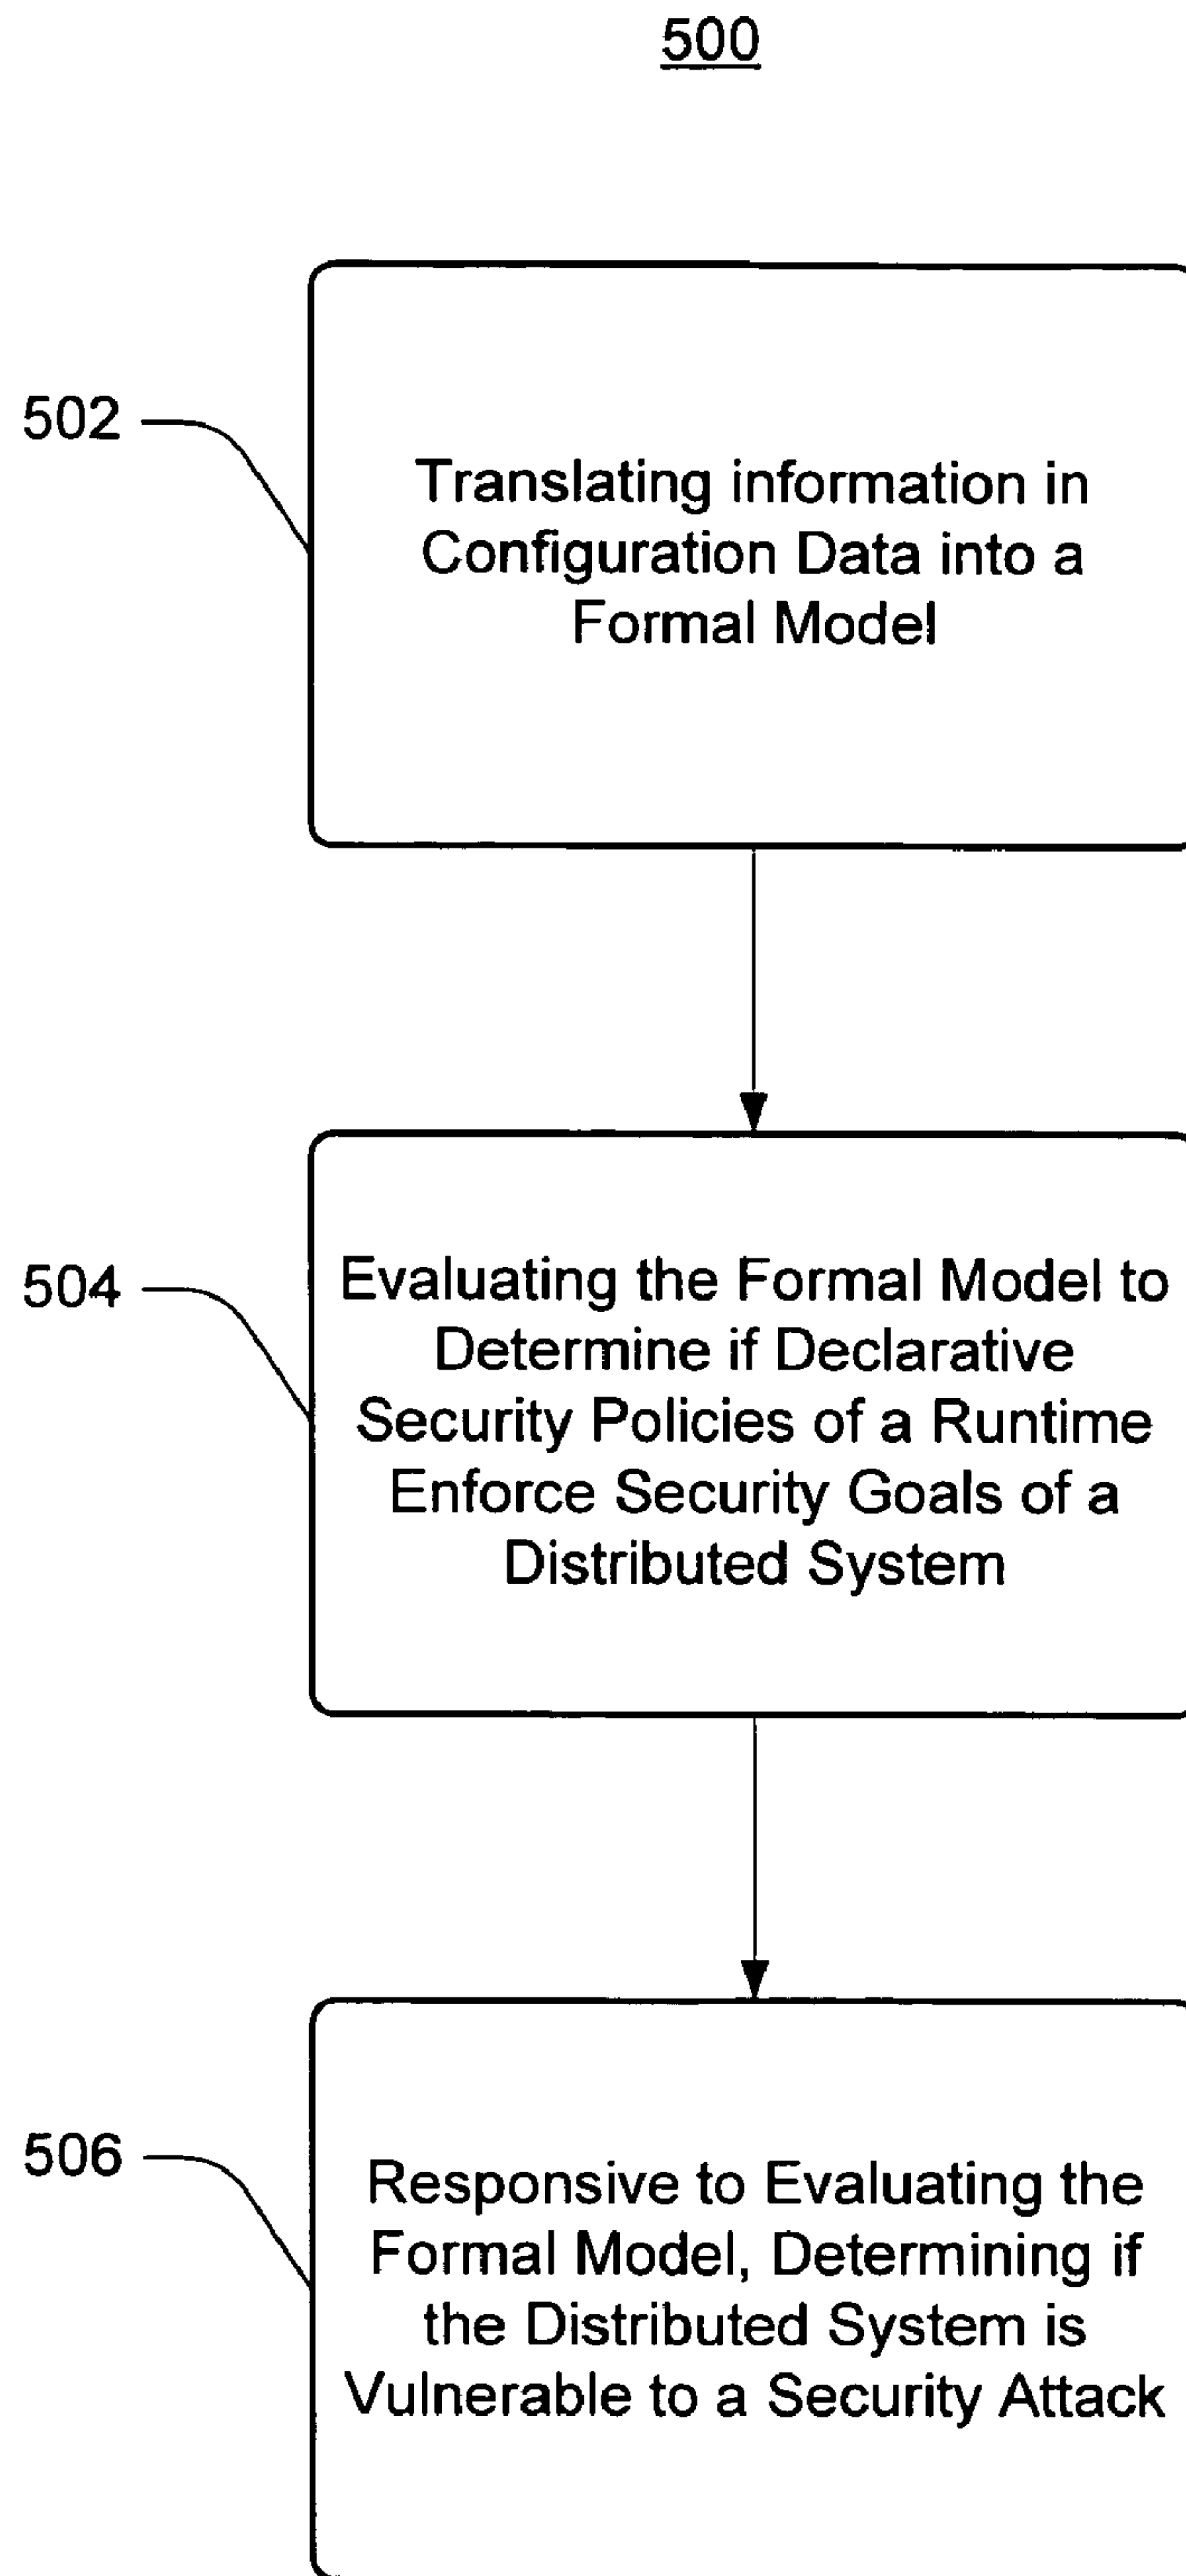 500
502
Translating information in
Configuration Data into a
Formal Model
504
Evaluating the Formal Model to
Determine if Declarative
Security Policies of a Runtime
Enforce Security Goals of a
Distributed System
506
Responsive to Evaluating the
Formal Model, Determining if
the Distributed System is
Vulnerable to a Security Attack